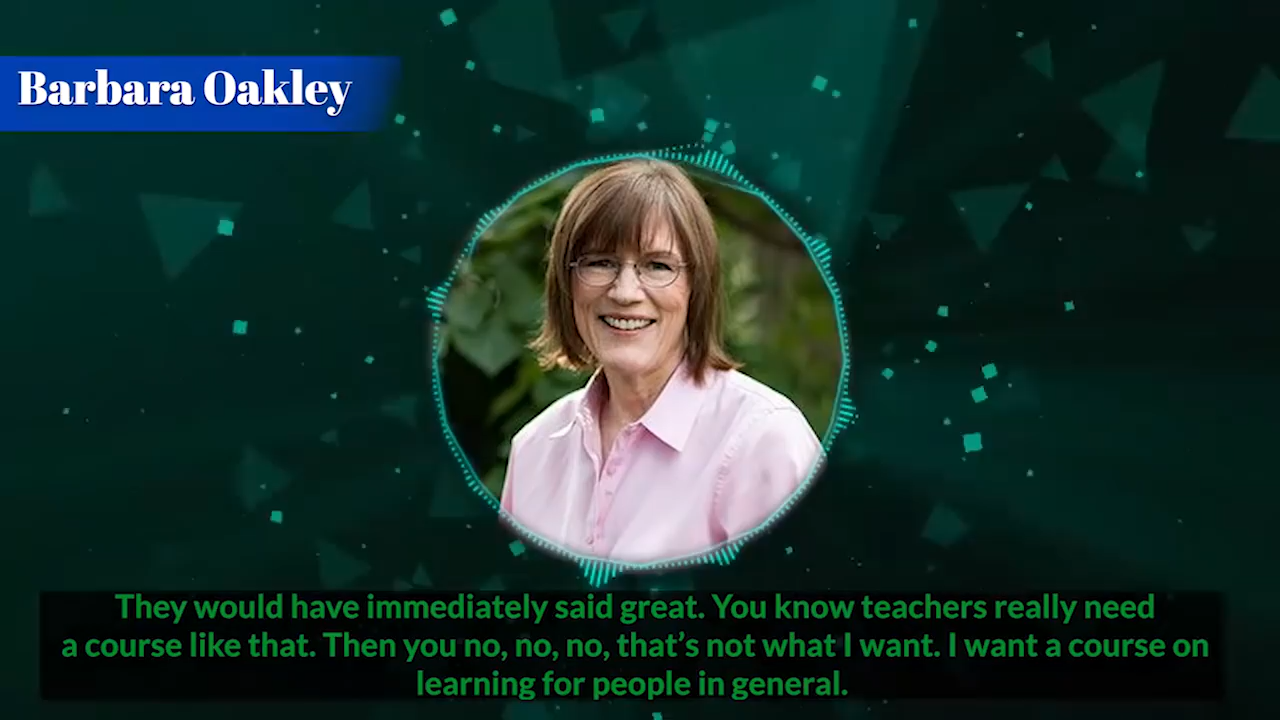 Barbara Oakley
They would have immediately said great. You know teachers really need
a course like that. Then you no, no, no, that’s not what I want. I want a course on
learning for people in general.